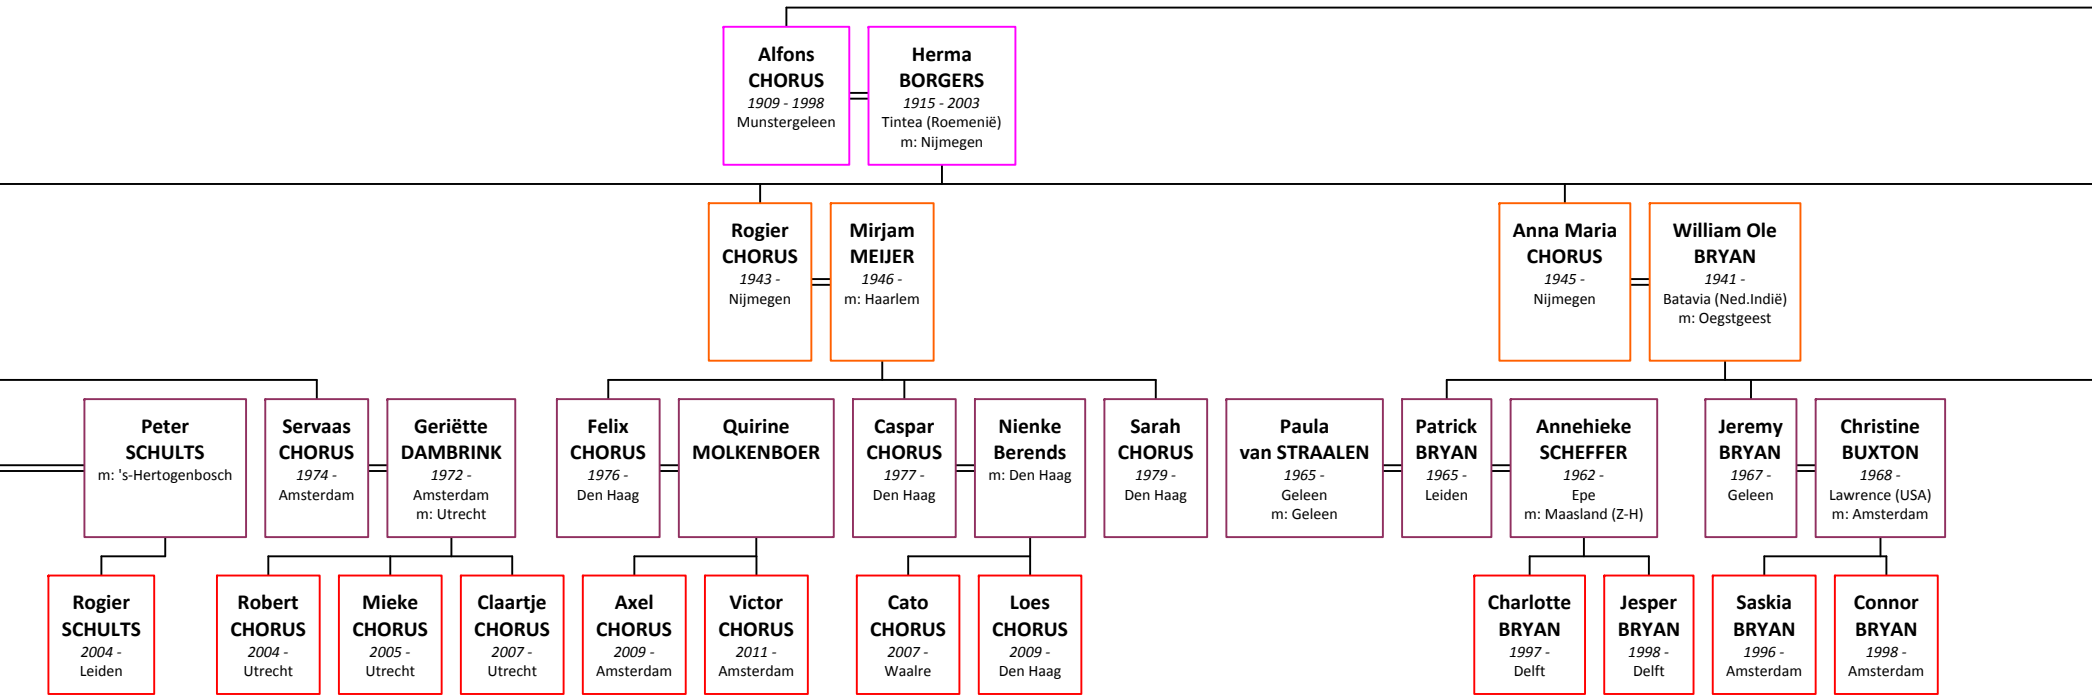 Alfons
CHORUS
1909 - 1998
Munstergeleen
Herma
BORGERS
1915 - 2003
Tintea (Roemenië)
m: Nijmegen
Rogier
CHORUS
1943 -
Nijmegen
Mirjam
MEIJER
1946 -
m: Haarlem
Anna Maria
CHORUS
1945 -
Nijmegen
William Ole
BRYAN
1941 -
Batavia (Ned.Indië)
m: Oegstgeest
Peter
SCHULTS
m: 's-Hertogenbosch
Servaas
CHORUS
1974 -
Amsterdam
Geriëtte
DAMBRINK
1972 -
Amsterdam
m: Utrecht
Felix
CHORUS
1976 -
Den Haag
Quirine
MOLKENBOER
Caspar
CHORUS
1977 -
Den Haag
Nienke
Berends
m: Den Haag
Sarah
CHORUS
1979 -
Den Haag
Paula
van STRAALEN
1965 -
Geleen
m: Geleen
Patrick
BRYAN
1965 -
Leiden
Annehieke
SCHEFFER
1962 -
Epe
m: Maasland (Z-H)
Jeremy
BRYAN
1967 -
Geleen
Christine
BUXTON
1968 -
Lawrence (USA)
m: Amsterdam
Rogier
SCHULTS
2004 -
Leiden
Robert
CHORUS
2004 -
Utrecht
Mieke
CHORUS
2005 -
Utrecht
Claartje
CHORUS
2007 -
Utrecht
Axel
CHORUS
2009 -
Amsterdam
Victor
CHORUS
2011 -
Amsterdam
Cato
CHORUS
2007 -
Waalre
Loes
CHORUS
2009 -
Den Haag
Charlotte
BRYAN
1997 -
Delft
Jesper
BRYAN
1998 -
Delft
Saskia
BRYAN
1996 -
Amsterdam
Connor
BRYAN
1998 -
Amsterdam